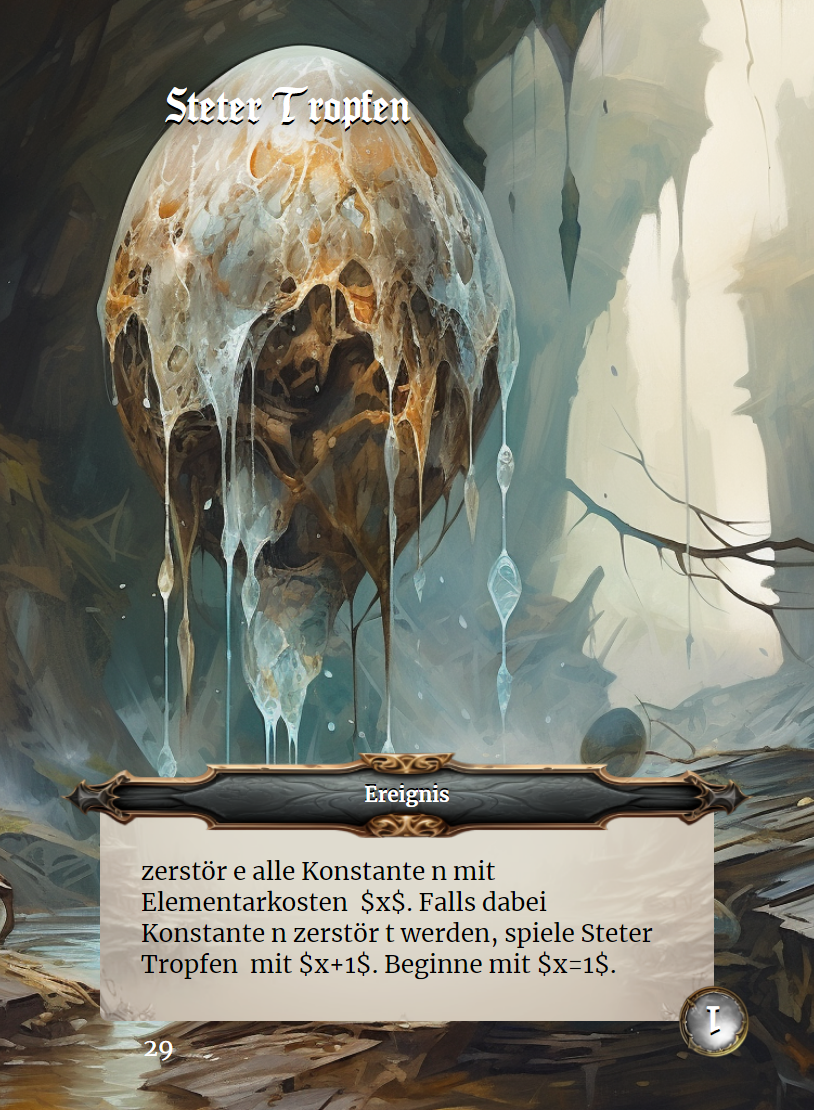 Steter Tropfen
Ereignis
zerstör e alle Konstante n mit
Elementarkosten $x$. Falls dabei
Konstante n zerstör t werden, spiele Steter
Tropfen mit $x+1$. Beginne mit $x=1$.
1
29